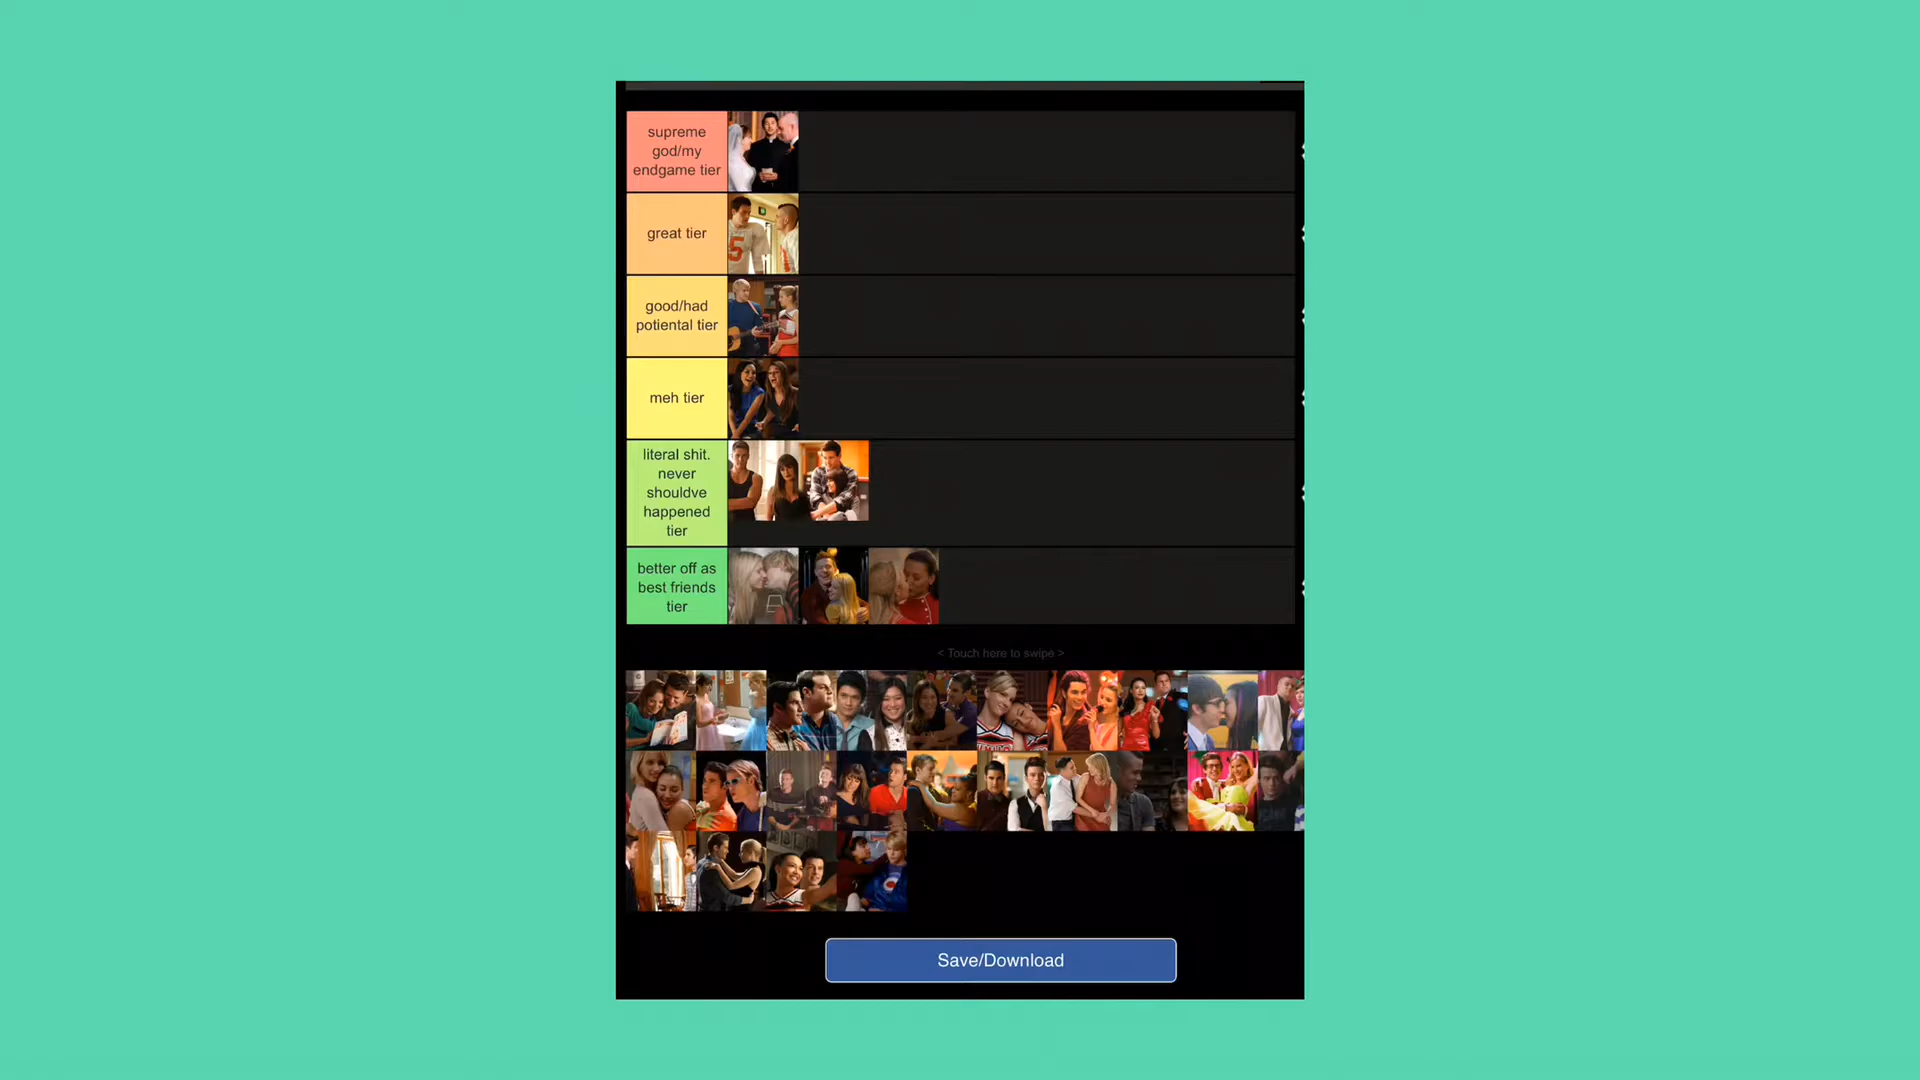 supreme
god/my
endgame tier
great tier
good/had
potiental tier
meh tier
literal shit.
never
shouldve
happened
tier
better off as
best friends
tier
< Touch here to swipe >
Save/Download